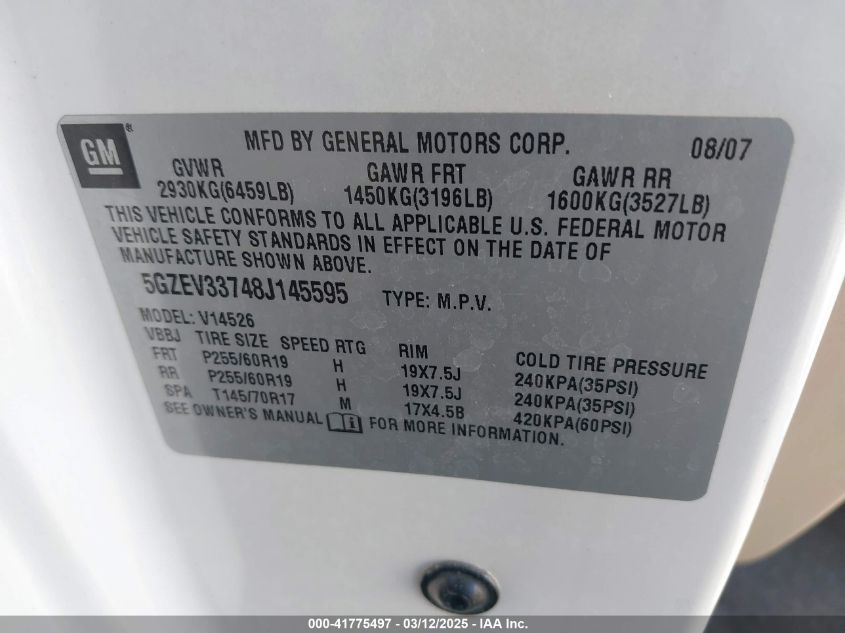 GM ®
MFD BY GENERAL MOTORS CORP. 08/07
GVWR GAWR FRT GAWR RR
2930KG(6459LB) 1450KG(3196LB) 1600KG(3527LB)
THIS VEHICLE CONFORMS TO ALL APPLICABLE U.S. FEDERAL MOTOR
VEHICLE SAFETY STANDARDS IN EFFECT ON THE DATE OF
MANUFACTURE SHOWN ABOVE.
5GZEV33748J145595 TYPE: M.P.V.
MODEL: V14526
VBBJ TIRE SIZE SPEED RTG RIM COLD TIRE PRESSURE
FRT P255/60R19 H 19X7.5J 240KPA(35PSI)
RR P255/60R19 H 19X7.5J 240KPA(35PSI)
SPA T145/70R17 M 17X4.5B 420KPA(60PSI)
SEE OWNER'S MANUAL FOR MORE INFORMATION.
000-41775497 - 03/12/2025 - IAA Inc.